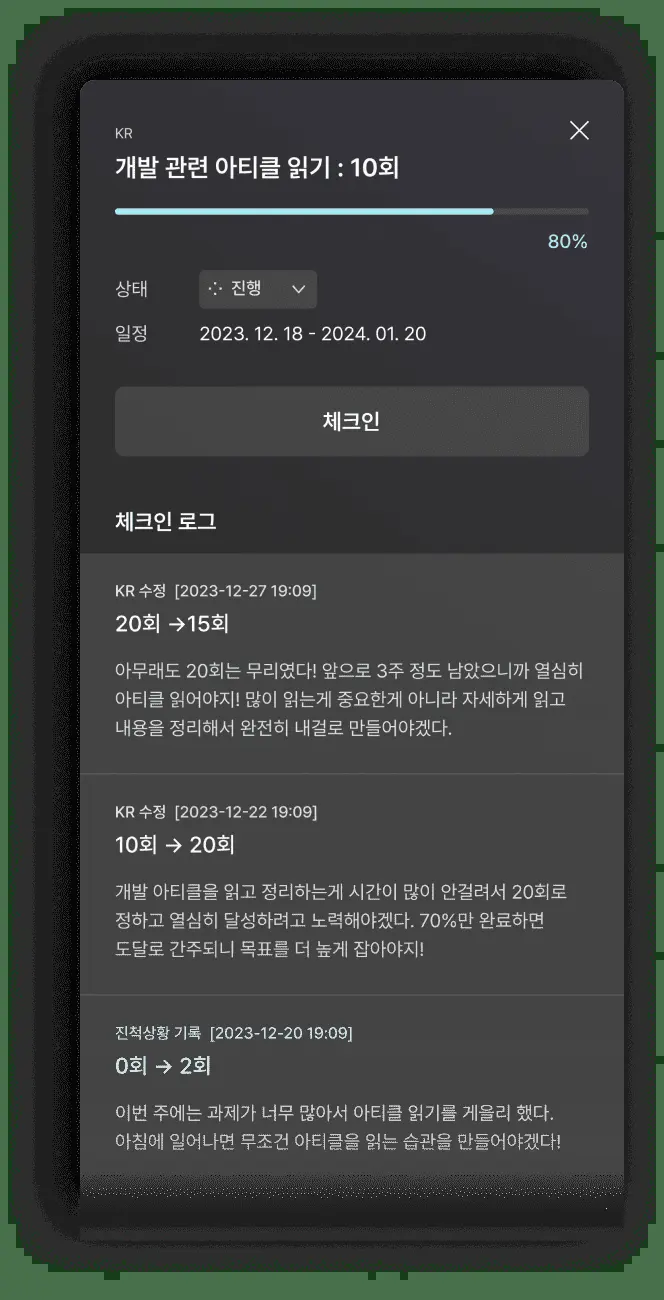 KR
개발 관련 아티클 읽기 : 10회
80%
상태 진행
일정 2023. 12. 18 - 2024. 01. 20
체크인
체크인 로그
KR 수정 [2023-12-27 19:09]
20회 →15회
아무래도 20회는 무리였다! 앞으로 3주 정도 남았으니까 열심히
아티클 읽어야지! 많이 읽는게 중요한게 아니라 자세하게 읽고
내용을 정리해서 완전히 내걸로 만들어야겠다.
KR 수정 [2023-12-22 19:09]
10회 → 20회
개발 아티클을 읽고 정리하는게 시간이 많이 안걸려서 20회로
정하고 열심히 달성하려고 노력해야겠다. 70%만 완료하면
도달로 간주되니 목표를 더 높게 잡아야지!
진척상황 기록 [2023-12-20 19:09]
0회 → 2회
이번 주에는 과제가 너무 많아서 아티클 읽기를 게을리 했다.
아침에 일어나면 무조건 아티클을 읽는 습관을 만들어야겠다!